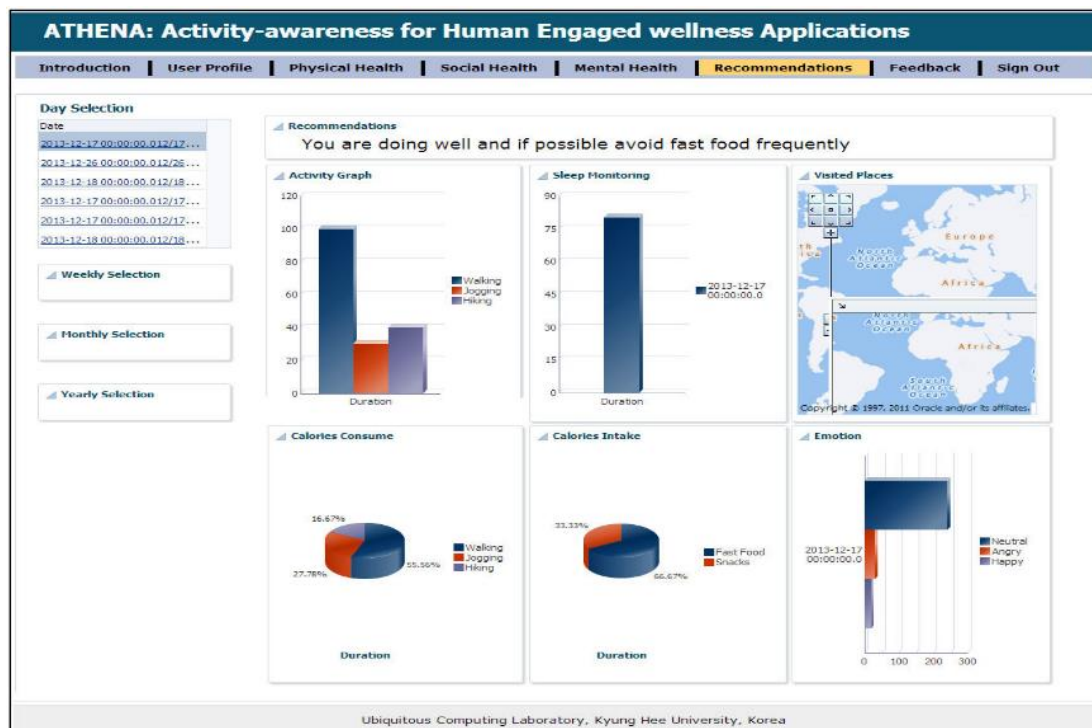 ATHENA: Activity-awareness for Human Engaged wellness Applications
Introduction | User Profile | Physical Health | Social Health | Mental Health | Recommendations | Feedback | Sign Out
Day Selection
Date
2013-12-17 00:00:00.012/17...
2013-12-26 00:00:00.012/26...
2013-12-18 00:00:00.012/18...
2013-12-17 00:00:00.012/17...
2013-12-17 00:00:00.012/17...
2013-12-18 00:00:00.012/18...
Weekly Selection
Monthly Selection
Yearly Selection
Recommendations
You are doing well and if possible avoid fast food frequently
Activity Graph
120
100
80
60
40
20
0
Duration
Walking
Jogging
Hiking
Sleep Monitoring
90
75
60
45
30
15
0
Duration
2013-12-17
00:00:00.0
Visited Places
Europe
North
Atlantic
Ocean
Africa
North
Atlantic
Ocean
Africa
South
Atlantic
Ocean
Copyright © 1997, 2011 Oracle and/or its affiliates.
Calories Consume
16.67%
27.78%
55.56%
Walking
Jogging
Hiking
Duration
Calories Intake
33.33%
66.67%
Fast Food
Snacks
Duration
Emotion
2013-12-17
00:00:00.0
Neutral
Angry
Happy
0 100 200 300
Ubiquitous Computing Laboratory, Kyung Hee University, Korea